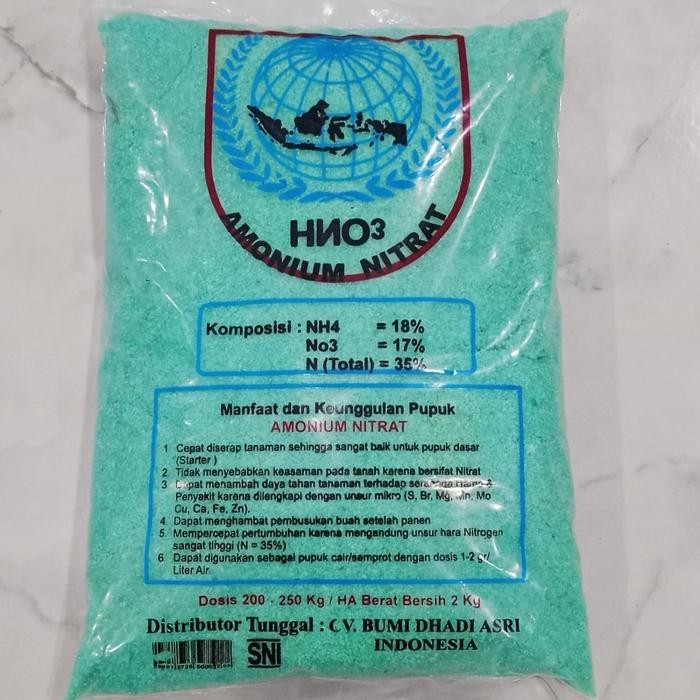 HИO3
AMONIUM NITRAT
Komposisi : NH4 = 18%
No3 = 17%
N (Total) = 35%
Manfaat dan Keunggulan Pupuk
AMONIUM NITRAT
1 Cepat diserap tanaman sehingga sangat baik untuk pupuk dasar
(Starter )
2. Tidak menyebabkan keasaman pada tanah karena bersifat Nitrat
3 Dapat menambah daya tahan tanaman terhadap serangan Hama &
Penyakit karena dilengkapi dengan unsur mikro (S, Br, Mg, Mn, Mo
Cu, Ca, Fe, Zn).
4. Dapat menghambat pembusukan buah setelah panen
5. Mempercepat pertumbuhan karena mengandung unsur hara Nitrogen
sangat tinggi (N = 35%)
6. Dapat digunakan sebagai pupuk cair/semprot dengan dosis 1-2 gr/
Liter Air.
Dosis 200 - 250 Kg / HA Berat Bersih 2 Kg
Distributor Tunggal : CV. BUMI DHADI ASRI
INDONESIA
SNI